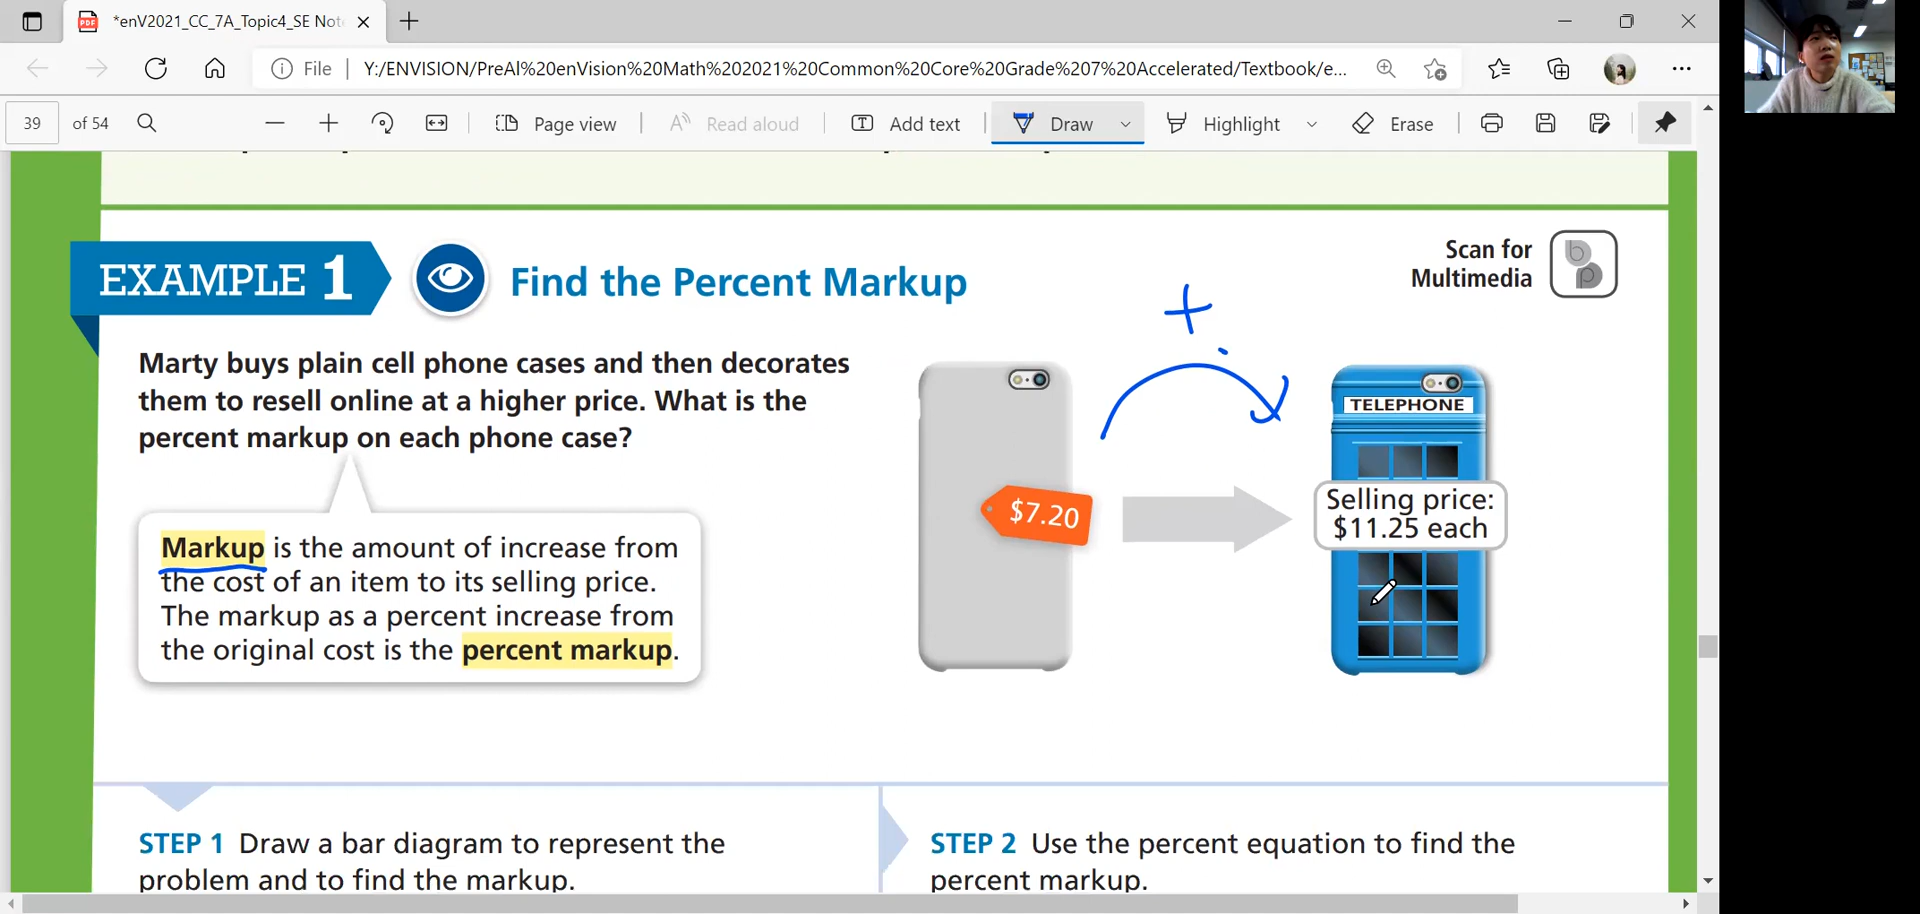 *enV2021_CC_7A_Topic4_SE Not
File
Y:/ENVISION/PreAI%20enVision%20Math%202021%20Common%20Core%20Grade%207%20Accelerated/Textbook/e...
39 of 54
Page view
Read aloud
Add text
Draw
Highlight
Erase
EXAMPLE 1
Find the Percent Markup
Scan for
Multimedia
+
Marty buys plain cell phone cases and then decorates
them to resell online at a higher price. What is the
percent markup on each phone case?
Markup is the amount of increase from
the cost of an item to its selling price.
The markup as a percent increase from
the original cost is the percent markup.
$7.20
TELEPHONE
Selling price:
$11.25 each
STEP 1 Draw a bar diagram to represent the
problem and to find the markup.
STEP 2 Use the percent equation to find the
percent markup.